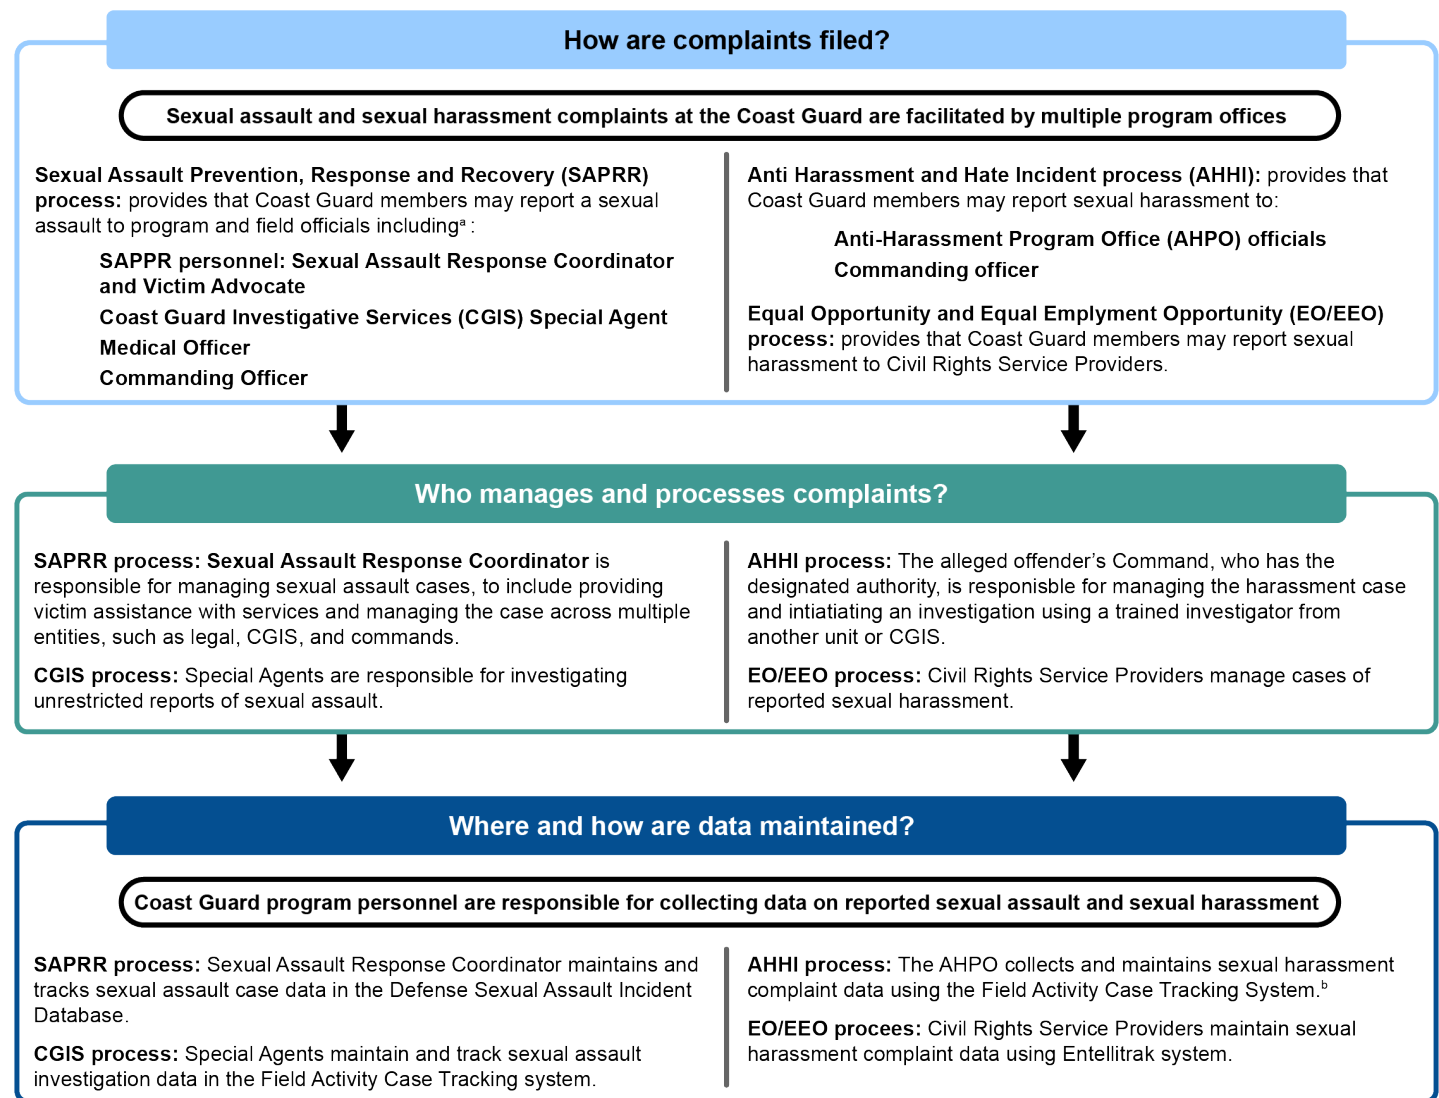 How are complaints filed?
Sexual assault and sexual harassment complaints at the Coast Guard are facilitated by multiple program offices
Sexual Assault Prevention, Response and Recovery (SAPRR)
process: provides that Coast Guard members may report a sexual
assault to program and field officials includingᵃ :
SAPPR personnel: Sexual Assault Response Coordinator
and Victim Advocate
Coast Guard Investigative Services (CGIS) Special Agent
Medical Officer
Commanding Officer
Anti Harassment and Hate Incident process (AHHI): provides that
Coast Guard members may report sexual harassment to:
Anti-Harassment Program Office (AHPO) officials
Commanding officer
Equal Opportunity and Equal Emplyment Opportunity (EO/EEO)
process: provides that Coast Guard members may report sexual
harassment to Civil Rights Service Providers.
Who manages and processes complaints?
SAPRR process: Sexual Assault Response Coordinator is
responsible for managing sexual assault cases, to include providing
victim assistance with services and managing the case across multiple
entities, such as legal, CGIS, and commands.
CGIS process: Special Agents are responsible for investigating
unrestricted reports of sexual assault.
AHHI process: The alleged offender’s Command, who has the
designated authority, is responisble for managing the harassment case
and intiatiating an investigation using a trained investigator from
another unit or CGIS.
EO/EEO process: Civil Rights Service Providers manage cases of
reported sexual harassment.
Where and how are data maintained?
Coast Guard program personnel are responsible for collecting data on reported sexual assault and sexual harassment
SAPRR process: Sexual Assault Response Coordinator maintains and
tracks sexual assault case data in the Defense Sexual Assault Incident
Database.
CGIS process: Special Agents maintain and track sexual assault
investigation data in the Field Activity Case Tracking system.
AHHI process: The AHPO collects and maintains sexual harassment
complaint data using the Field Activity Case Tracking System.ᵇ
EO/EEO procees: Civil Rights Service Providers maintain sexual
harassment complaint data using Entellitrak system.